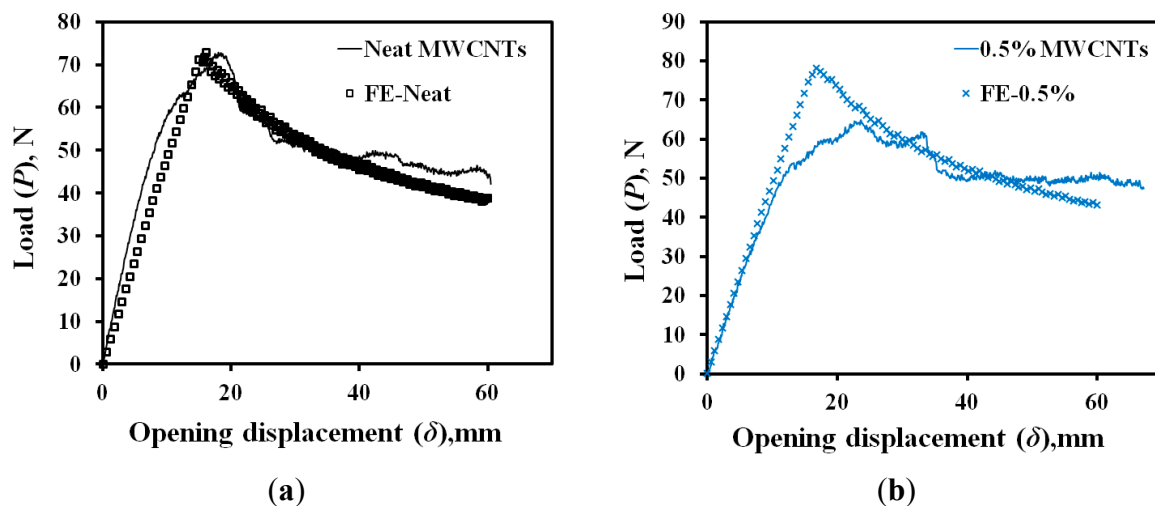 80
70
60
50
40
30
20
10
0
0
20
40
60
Load (P), N
Opening displacement (δ),mm
Neat MWCNTs
FE-Neat
(a)
90
80
70
60
50
40
30
20
10
0
0
20
40
60
Load (P), N
Opening displacement (δ),mm
0.5% MWCNTs
FE-0.5%
(b)